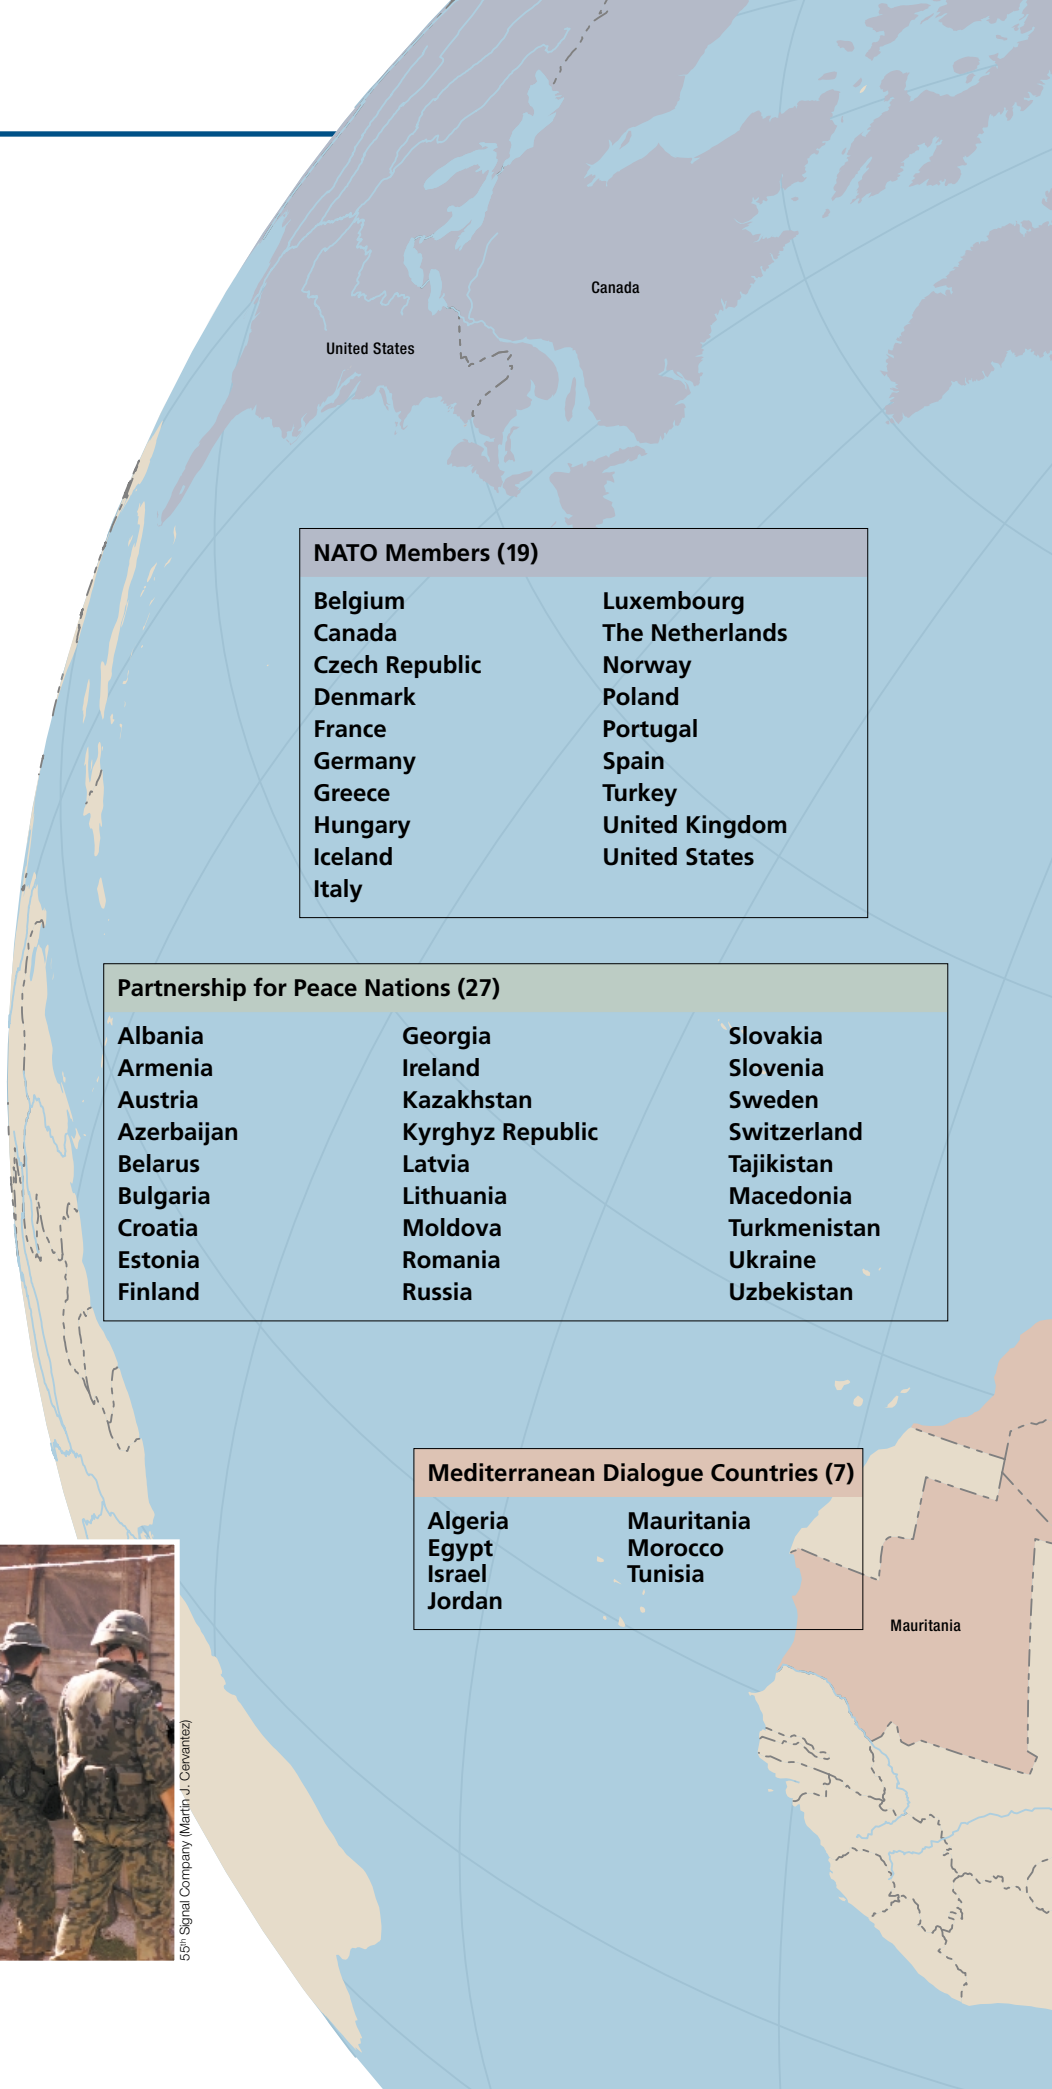 Canada
United States
NATO Members (19)
Belgium
Canada
Czech Republic
Denmark
France
Germany
Greece
Hungary
Iceland
Italy
Luxembourg
The Netherlands
Norway
Poland
Portugal
Spain
Turkey
United Kingdom
United States
Partnership for Peace Nations (27)
Albania
Armenia
Austria
Azerbaijan
Belarus
Bulgaria
Croatia
Estonia
Finland
Georgia
Ireland
Kazakhstan
Kyrghyz Republic
Latvia
Lithuania
Moldova
Romania
Russia
Slovakia
Slovenia
Sweden
Switzerland
Tajikistan
Macedonia
Turkmenistan
Ukraine
Uzbekistan
Mediterranean Dialogue Countries (7)
Algeria
Egypt
Israel
Jordan
Mauritania
Morocco
Tunisia
Mauritania
55th Signal Company (Martin J. Cervantez)